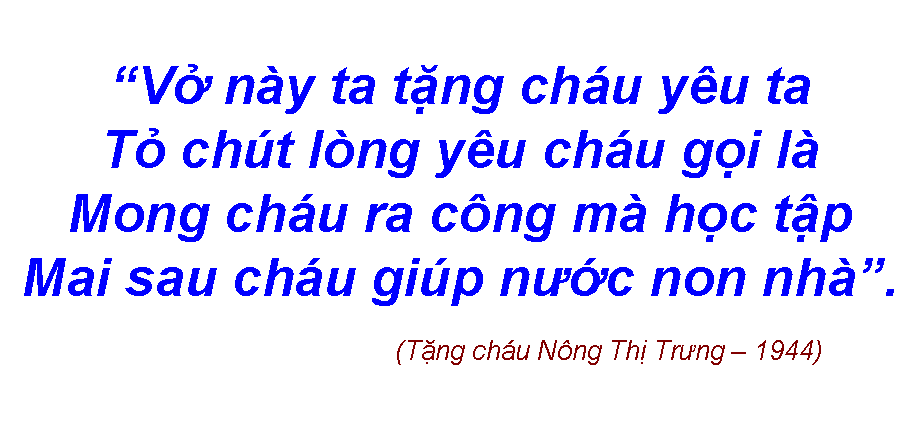 “Vở này ta tặng cháu yêu ta
Tỏ chút lòng yêu cháu gọi là
Mong cháu ra công mà học tập
Mai sau cháu giúp nước non nhà”.
(Tặng cháu Nông Thị Trưng – 1944)